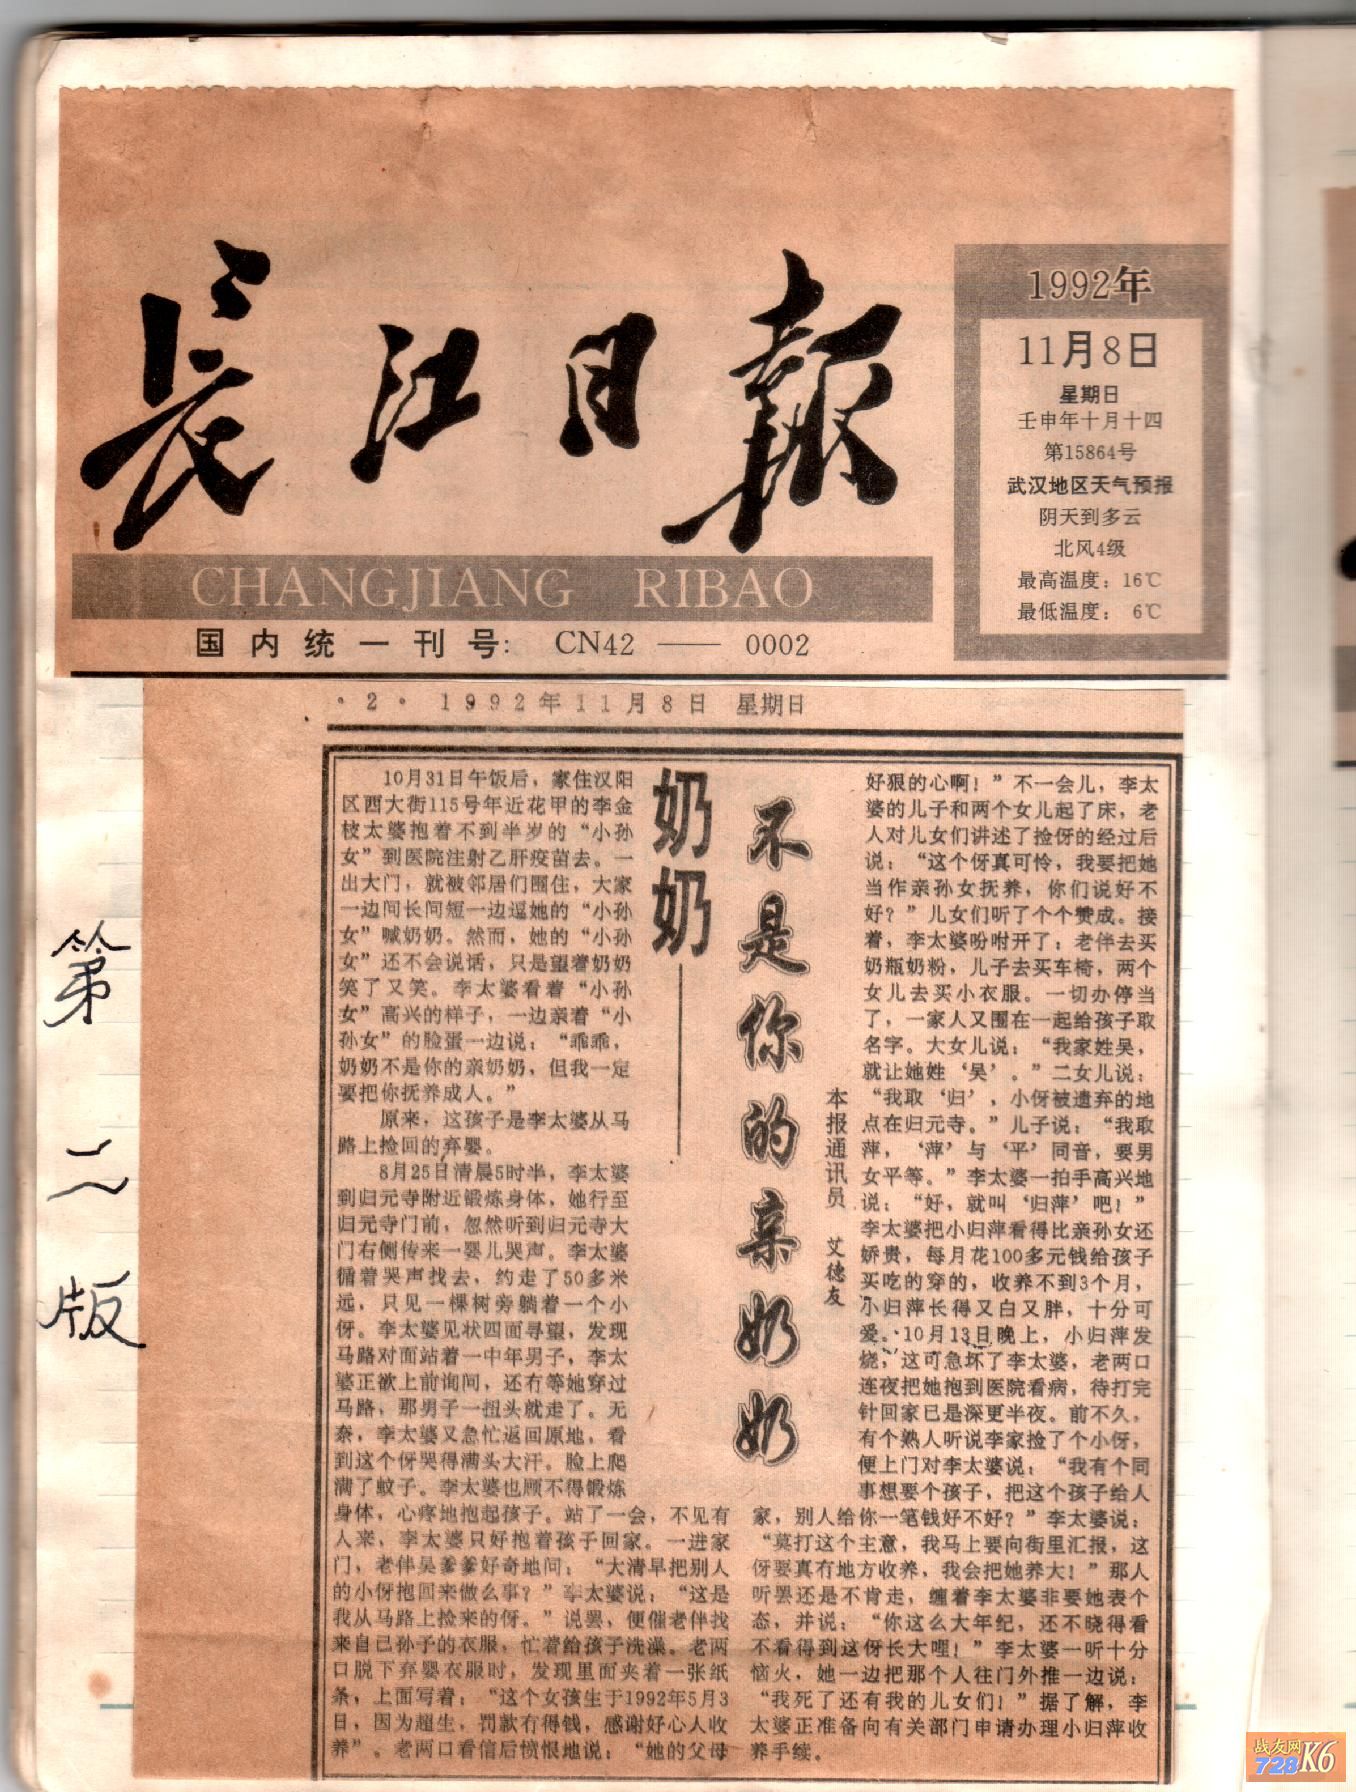 長江日報
CHANGJIANG RIBAO
国内统一刊号：CN42——0002
1992年
11月8日
星期日
壬申年十月十四
第15864号
武汉地区天气预报
阴天到多云
北风4级
最高温度：16℃
最低温度：6℃
·2·1992年11月8日 星期日
第二版
奶奶——
不是你的亲奶奶
本报通讯员 艾德友
10月31日午饭后，家住汉阳
区西大街115号年近花甲的李金
枝太婆抱着不到半岁的“小孙
女”到医院注射乙肝疫苗去。一
出大门，就被邻居们围住，大家
一边问长问短一边逗她的“小孙
女”喊奶奶。然而，她的“小孙
女”还不会说话，只是望着奶奶
笑了又笑。李太婆看着“小孙
女”高兴的样子，一边亲着“小
孙女”的脸蛋一边说：“乖乖，
奶奶不是你的亲奶奶，但我一定
要把你抚养成人。”
原来，这孩子是李太婆从马
路上捡回的弃婴。
8月25日清晨5时半，李太婆
到归元寺附近锻炼身体，她行至
归元寺门前，忽然听到归元寺大
门右侧传来一婴儿哭声。李太婆
循着哭声找去，约走了50多米
远，只见一棵树旁躺着一个小
伢。李太婆见状四面寻望，发现
马路对面站着一中年男子，李太
婆正欲上前询问，还冇等她穿过
马路，那男子一扭头就走了。无
奈，李太婆又急忙返回原地，看
到这个伢哭得满头大汗。脸上爬
满了蚊子。李太婆也顾不得锻炼
身体，心疼地抱起孩子。站了一会，不见有
人来，李太婆只好抱着孩子回家。一进家
门，老伴吴爹爹好奇地问：“大清早把别人
的小伢抱回来做么事？”李太婆说：“这是
我从马路上捡来的伢。”说罢，便催老伴找
来自己孙子的衣服，忙着给孩子洗澡。老两
口脱下弃婴衣服时，发现里面夹着一张纸
条，上面写着：“这个女孩生于1992年5月3
日，因为超生，罚款冇得钱，感谢好心人收
养”。老两口看信后愤恨地说：“她的父母
好狠的心啊！”不一会儿，李太
婆的儿子和两个女儿起了床，老
人对儿女们讲述了捡伢的经过后
说：“这个伢真可怜，我要把她
当作亲孙女抚养，你们说好不
好？”儿女们听了个个赞成。接
着，李太婆吩咐开了：老伴去买
奶瓶奶粉，儿子去买车椅，两个
女儿去买小衣服。一切办停当
了，一家人又围在一起给孩子取
名字。大女儿说：“我家姓吴，
就让她姓‘吴’。”二女儿说：
“我取‘归’，小伢被遗弃的地
点在归元寺。”儿子说：“我取
萍，‘萍’与‘平’同音，要男
女平等。”李太婆一拍手高兴地
说：“好，就叫‘归萍’吧！”
李太婆把小归萍看得比亲孙女还
娇贵，每月花100多元钱给孩子
买吃的穿的，收养不到3个月，
小归萍长得又白又胖，十分可
爱。10月13日晚上，小归萍发
烧，这可急坏了李太婆，老两口
连夜把她抱到医院看病，待打完
针回家已是深更半夜。前不久，
有个熟人听说李家捡了个小伢，
便上门对李太婆说：“我有个同
事想要个孩子，把这个孩子给人
家，别人给你一笔钱好不好？”李太婆说：
“莫打这个主意，我马上要向街里汇报，这
伢要真有地方收养，我会把她养大！”那人
听罢还是不肯走，缠着李太婆非要她表个
态，并说：“你这么大年纪，还不晓得看
不看得到这伢长大哩！”李太婆一听十分
恼火，她一边把那个人往门外推一边说：
“我死了还有我的儿女们！”据了解，李
太婆正准备向有关部门申请办理小归萍收
养手续。
战友网
728K6